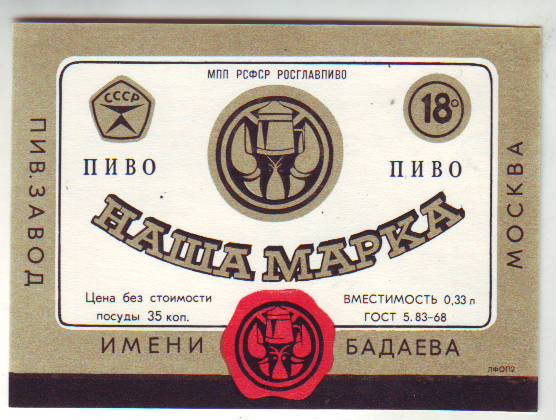 МПП РСФСР РОСГЛАВПИВО
СССР
18°
ПИВО
ПИВО
НАША МАРКА
Цена без стоимости
посуды 35 коп.
ВМЕСТИМОСТЬ 0,33 л
ГОСТ 5. 83-68
ПИВ. ЗАВОД
ИМЕНИ
БАДАЕВА
МОСКВА
ЛФОП2